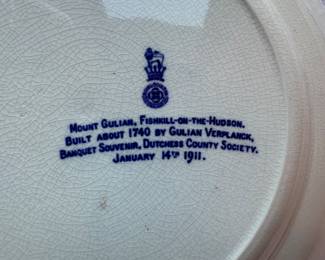 Mount Gulian, Fishkill-on-the-Hudson.
Built about 1740 by Gulian Verplanck,
Banquet Souvenir, Dutchess County Society.
January 14th 1911.